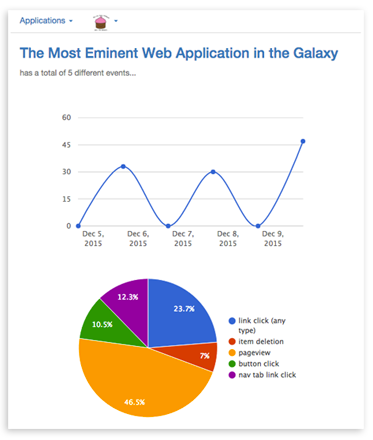 Applications
The Most Eminent Web Application in the Galaxy
has a total of 5 different events...
60
45
30
15
0
Dec 5, 2015
Dec 6, 2015
Dec 7, 2015
Dec 8, 2015
Dec 9, 2015
12.3%
23.7%
10.5%
7%
46.5%
link click (any
type)
item deletion
pageview
button click
nav tab link click